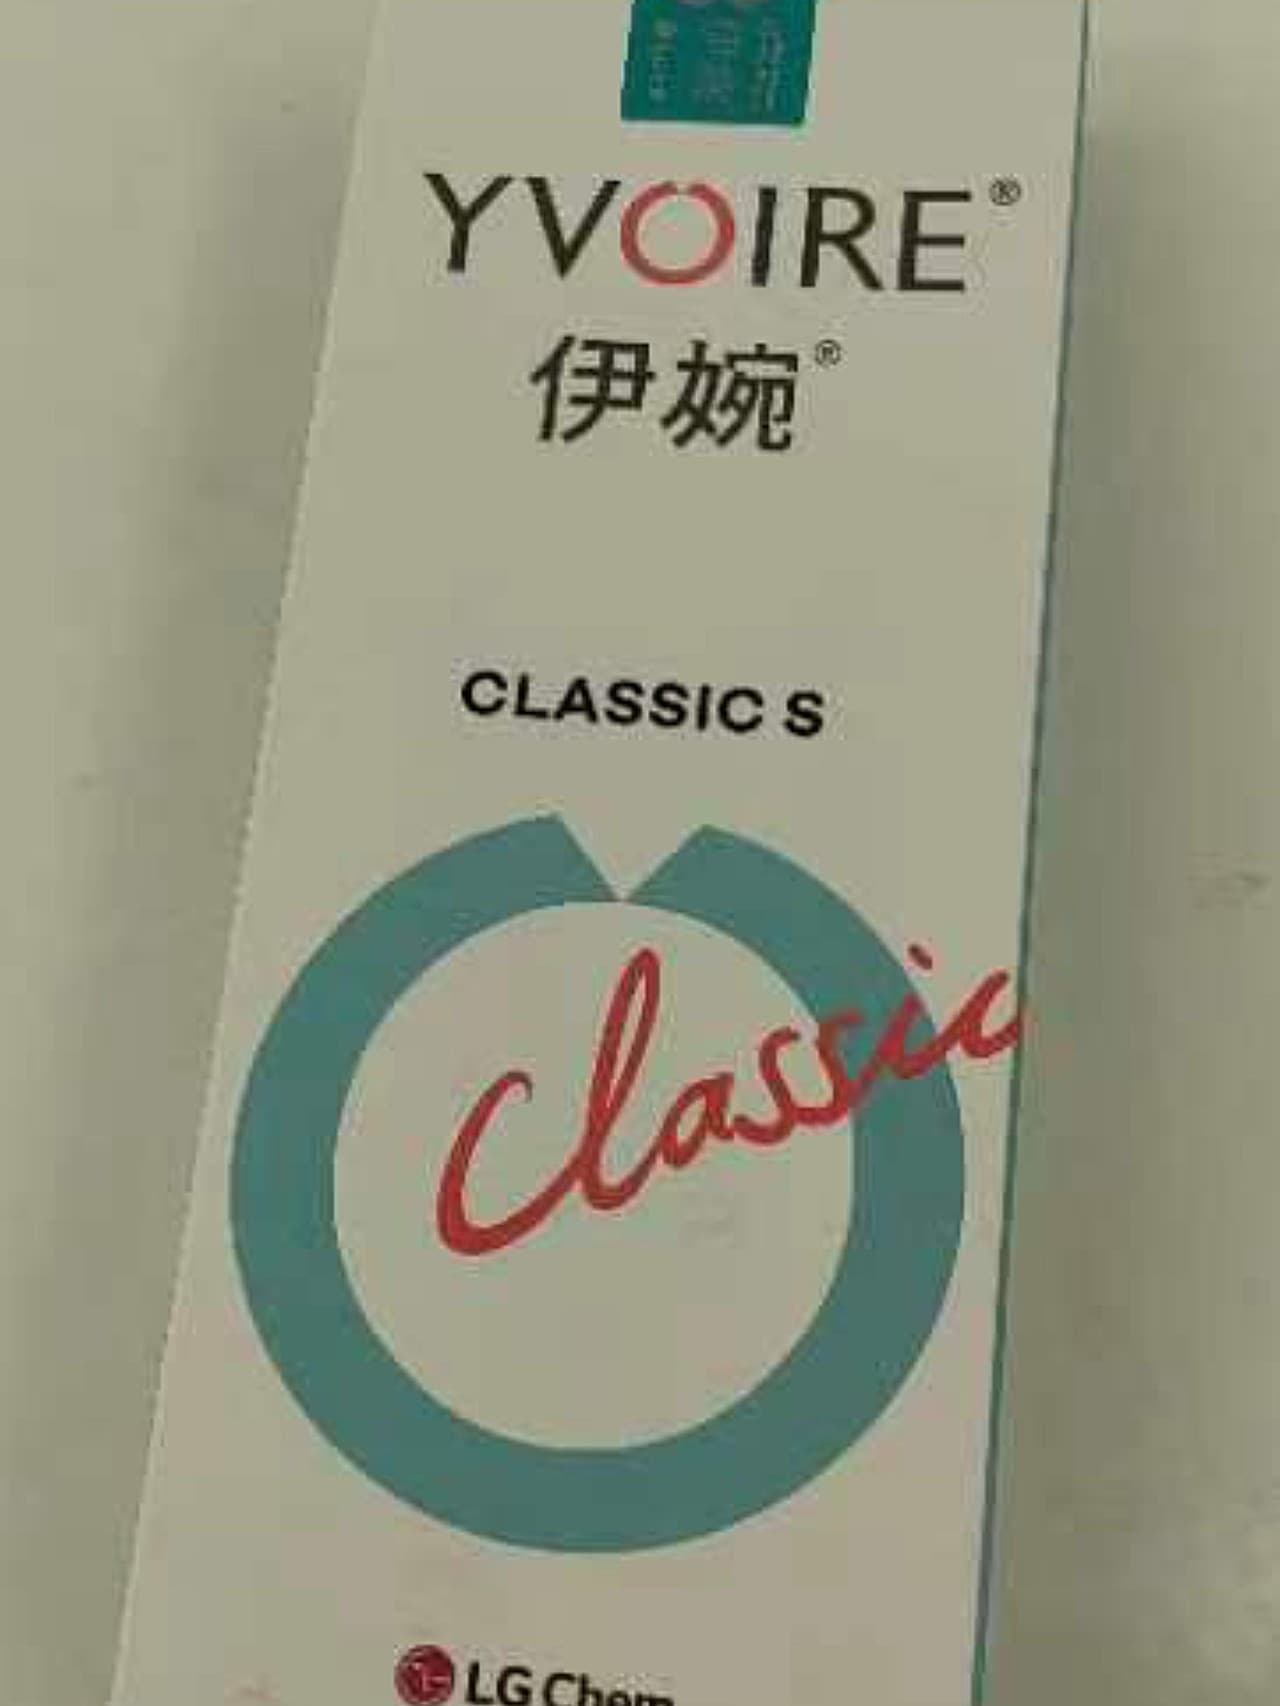 YVOIRE®
伊婉®
CLASSIC S
Classic
LG Chem